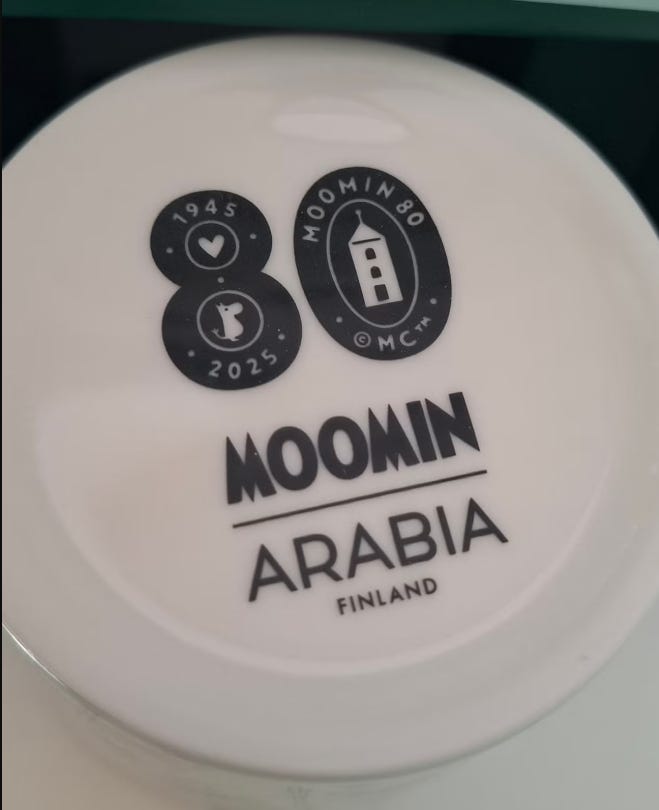 1945
2025
MOOMIN 80
© MC™
MOOMIN
ARABIA
FINLAND